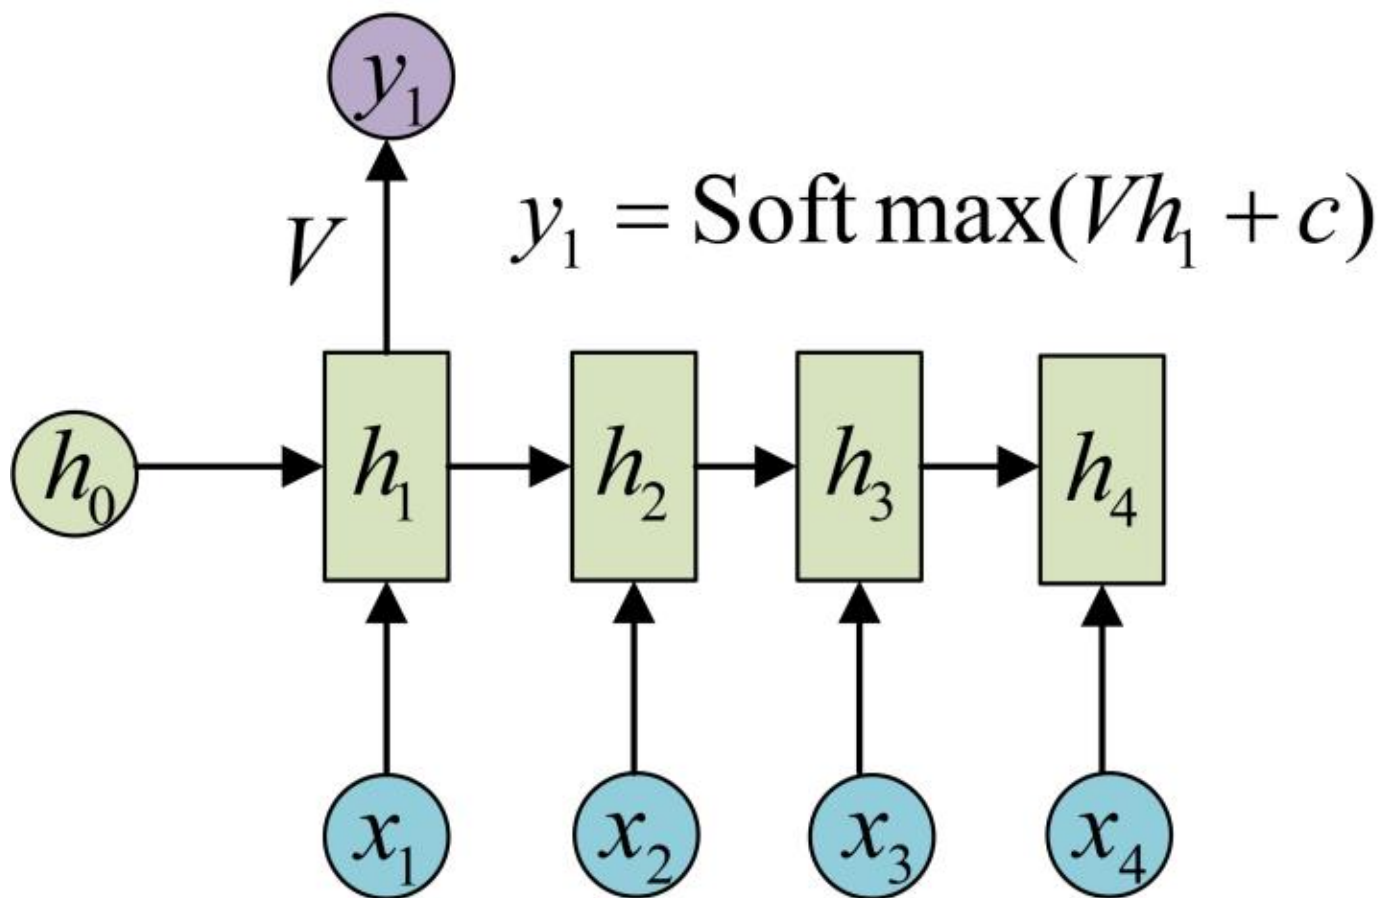 y₁
V y₁ = Soft max(Vh₁ + c)
h₀ h₁ h₂ h₃ h₄
x₁ x₂ x₃ x₄